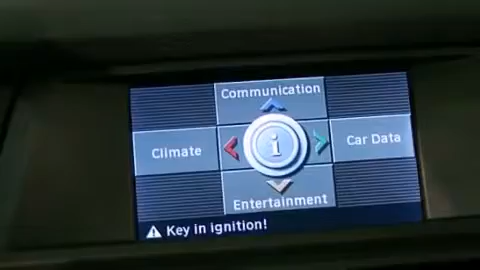 Communication
Climate
i
Car Data
Entertainment
Key in ignition!